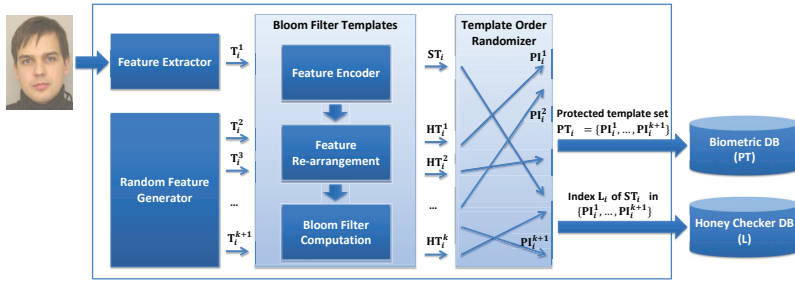 Bloom Filter Templates
Template Order
Randomizer
Feature Extractor
T_i^1
Feature Encoder
ST_i
PI_i^1
T_i^2
T_i^3
...
T_i^{k+1}
Random Feature
Generator
Feature
Re-arrangement
Bloom Filter
Computation
HT_i^1
HT_i^2
...
HT_i^k
PI_i^2
PI_i^{k+1}
Protected template set
PT_i = {PI_i^1, ..., PI_i^{k+1}}
Biometric DB
(PT)
Index L_i of ST_i in
{PI_i^1, ..., PI_i^{k+1}}
Honey Checker DB
(L)